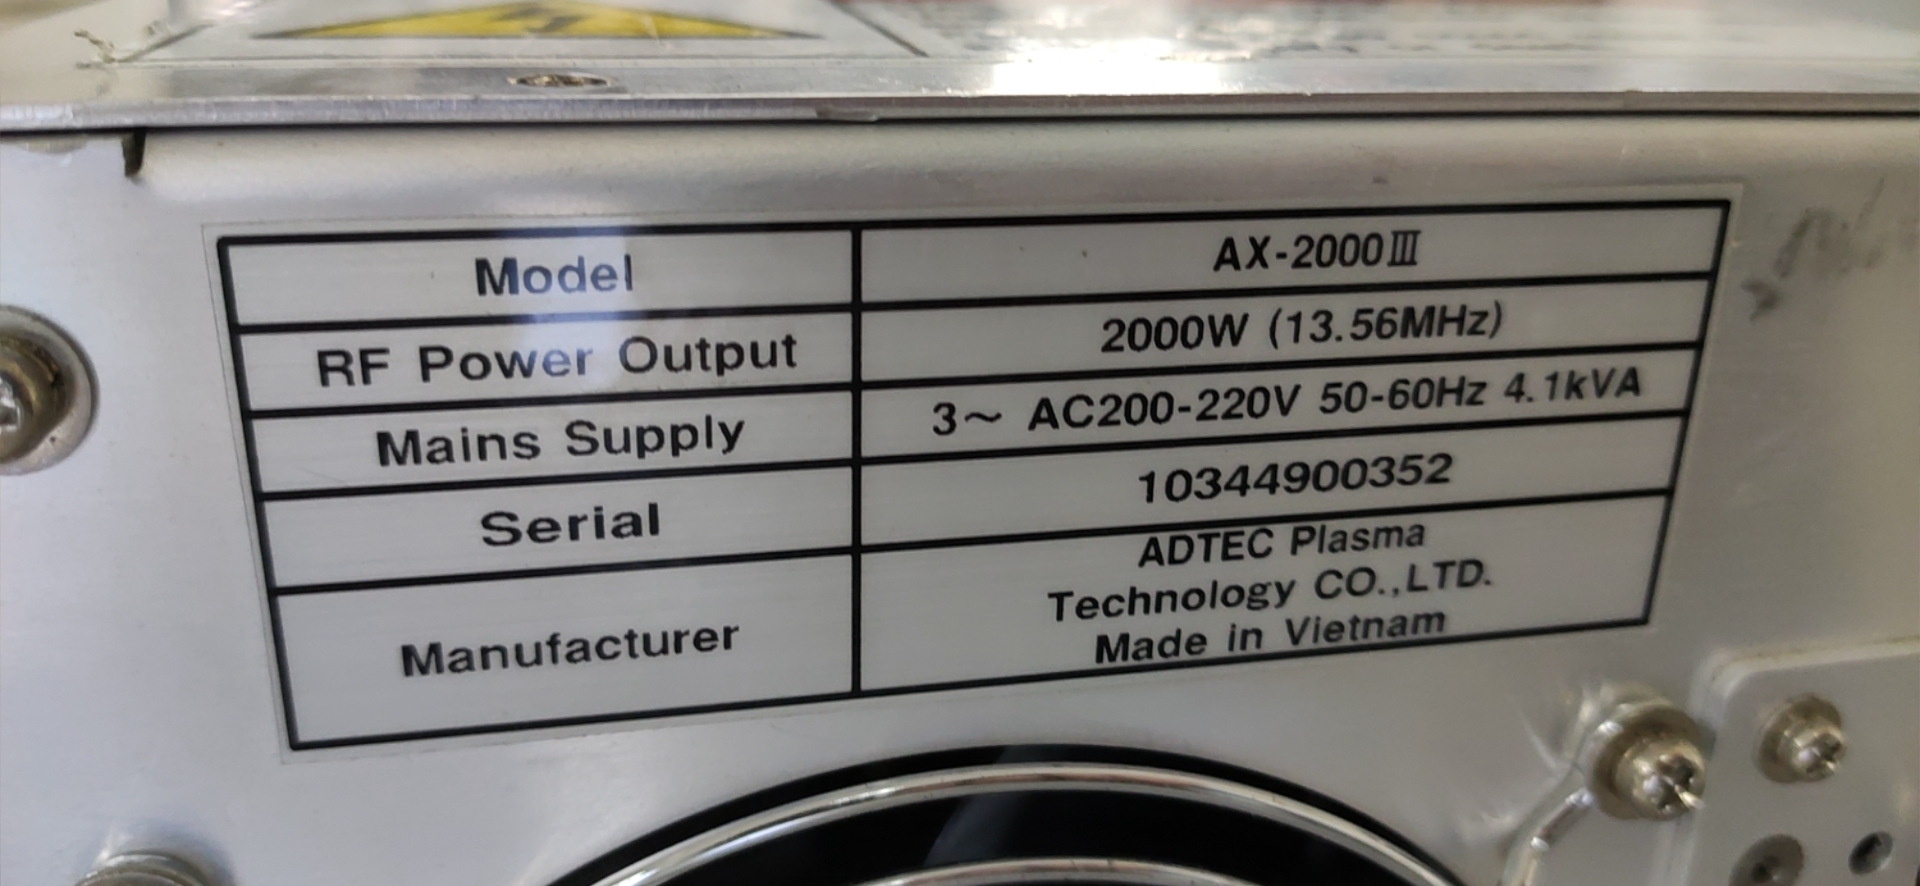 Model AX-2000Ⅲ
RF Power Output 2000W (13.56MHz)
Mains Supply 3～ AC200-220V 50-60Hz 4.1kVA
Serial 10344900352
Manufacturer ADTEC Plasma
Technology CO.,LTD.
Made in Vietnam